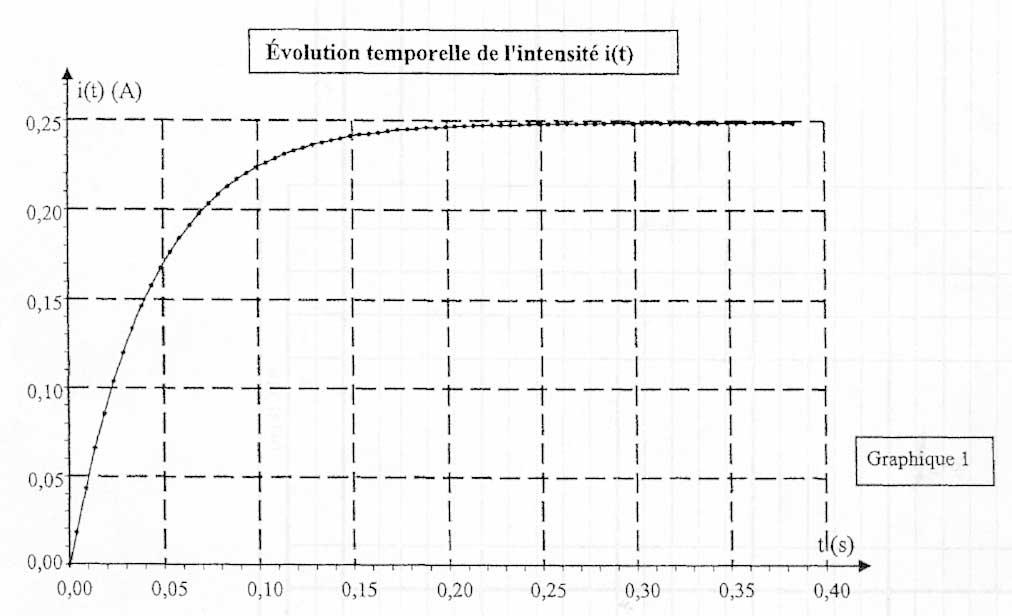 Évolution temporelle de l'intensité i(t)
i(t) (A)
0,25
0,20
0,15
0,10
0,05
0,00
0,00 0,05 0,10 0,15 0,20 0,25 0,30 0,35 0,40
t (s)
Graphique 1